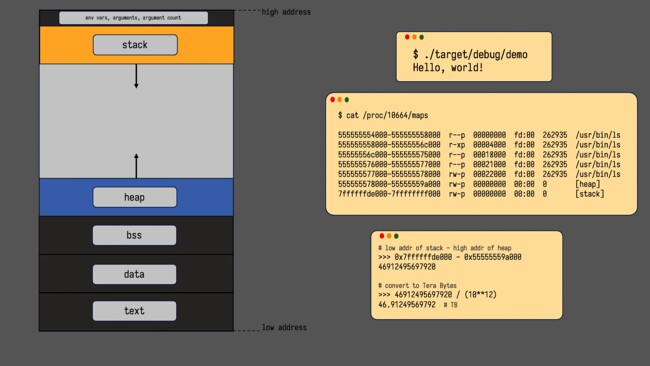 env vars, arguments, argument count
high address
stack
heap
bss
data
text
low address
$ ./target/debug/demo
Hello, world!
$ cat /proc/10664/maps
555555554000-555555558000 r--p 00000000 fd:00 262935 /usr/bin/ls
555555558000-55555556c000 r-xp 00004000 fd:00 262935 /usr/bin/ls
55555556c000-555555575000 r--p 00018000 fd:00 262935 /usr/bin/ls
555555576000-555555577000 r--p 00021000 fd:00 262935 /usr/bin/ls
555555577000-555555578000 rw-p 00022000 fd:00 262935 /usr/bin/ls
555555578000-55555559a000 rw-p 00000000 00:00 0 [heap]
7ffffffde000-7ffffffff000 rw-p 00000000 00:00 0 [stack]
# low addr of stack - high addr of heap
>>> 0x7ffffffde000 - 0x55555559a000
46912495697920
# convert to Tera Bytes
>>> 46912495697920 / (10**12)
46.91249569792 # TB